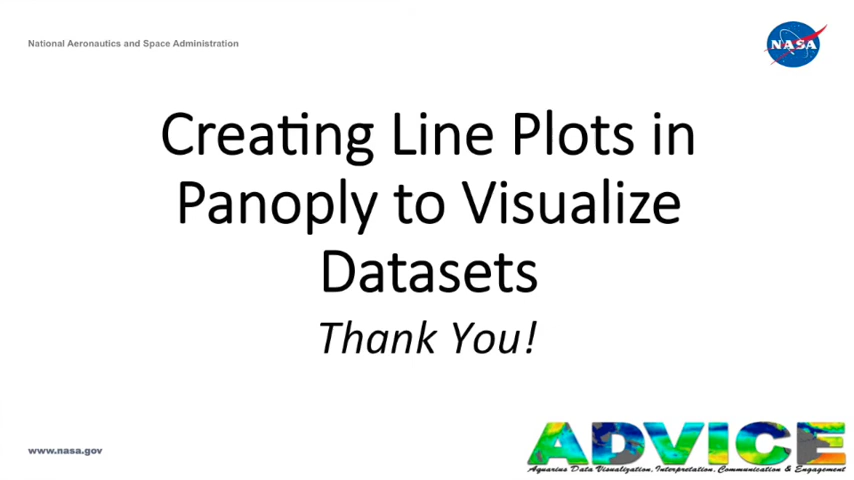 National Aeronautics and Space Administration
NASA
Creating Line Plots in
Panoply to Visualize
Datasets
Thank You!
www.nasa.gov
ADVICE
Aquarius Data Visualization, Interpretation, Communication & Engagement